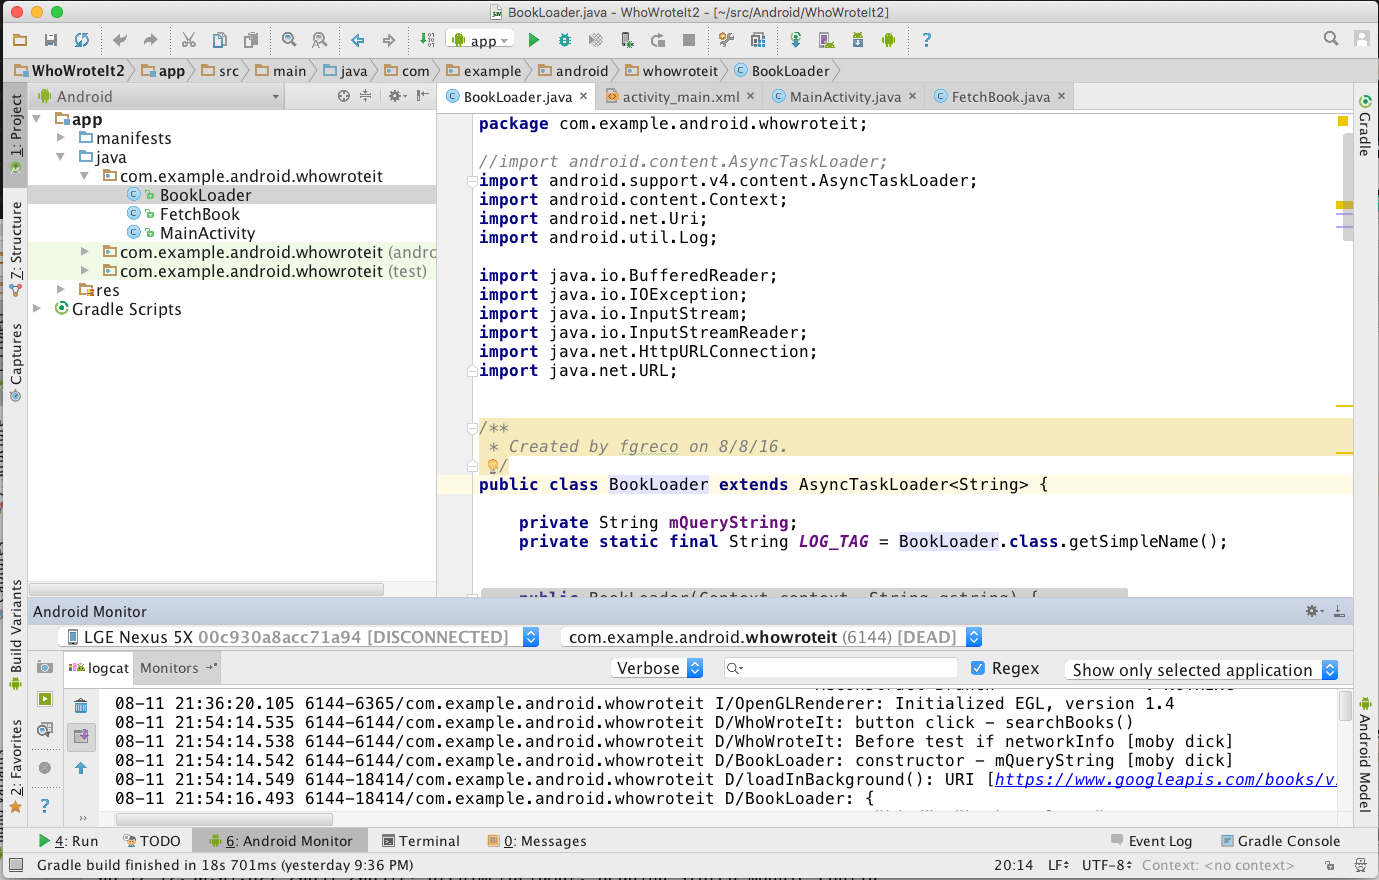 BookLoader.java - WhoWroteIt2 - [~/src/Android/WhoWroteIt2]
app
WhoWroteIt2 app src main java com example android whowroteit BookLoader
1: Project
Z: Structure
Captures
Build Variants
2: Favorites
Android
app
manifests
java
com.example.android.whowroteit
BookLoader
FetchBook
MainActivity
com.example.android.whowroteit (andro
com.example.android.whowroteit (test)
res
Gradle Scripts
BookLoader.java activity_main.xml MainActivity.java FetchBook.java
package com.example.android.whowroteit;
//import android.content.AsyncTaskLoader;
import android.support.v4.content.AsyncTaskLoader;
import android.content.Context;
import android.net.Uri;
import android.util.Log;
import java.io.BufferedReader;
import java.io.IOException;
import java.io.InputStream;
import java.io.InputStreamReader;
import java.net.HttpURLConnection;
import java.net.URL;
/**
* Created by fgreco on 8/8/16.
*/
public class BookLoader extends AsyncTaskLoader<String> {
private String mQueryString;
private static final String LOG_TAG = BookLoader.class.getSimpleName();
public BookLoader(Context context, String qstring) {
Gradle
Android Model
Android Monitor
LGE Nexus 5X 00c930a8acc71a94 [DISCONNECTED] com.example.android.whowroteit (6144) [DEAD]
logcat Monitors Verbose Regex Show only selected application
08-11 21:36:20.105 6144-6365/com.example.android.whowroteit I/OpenGLRenderer: Initialized EGL, version 1.4
08-11 21:54:14.535 6144-6144/com.example.android.whowroteit D/WhoWroteIt: button click - searchBooks()
08-11 21:54:14.538 6144-6144/com.example.android.whowroteit D/WhoWroteIt: Before test if networkInfo [moby dick]
08-11 21:54:14.542 6144-6144/com.example.android.whowroteit D/BookLoader: constructor - mQueryString [moby dick]
08-11 21:54:14.549 6144-18414/com.example.android.whowroteit D/loadInBackground(): URI [https://www.googleapis.com/books/v
08-11 21:54:16.493 6144-18414/com.example.android.whowroteit D/BookLoader: {
4: Run TODO 6: Android Monitor Terminal 0: Messages Event Log Gradle Console
Gradle build finished in 18s 701ms (yesterday 9:36 PM) 20:14 LF UTF-8 Context: <no context>